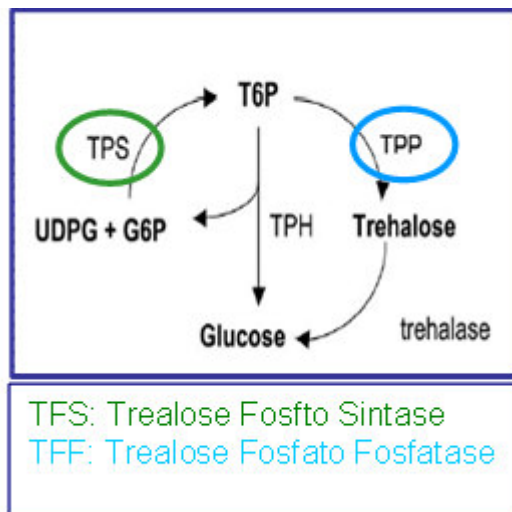 T6P
TPS
TPP
UDPG + G6P
TPH
Trehalose
Glucose
trehalase
TFS: Trealose Fosfto Sintase
TFF: Trealose Fosfato Fosfatase